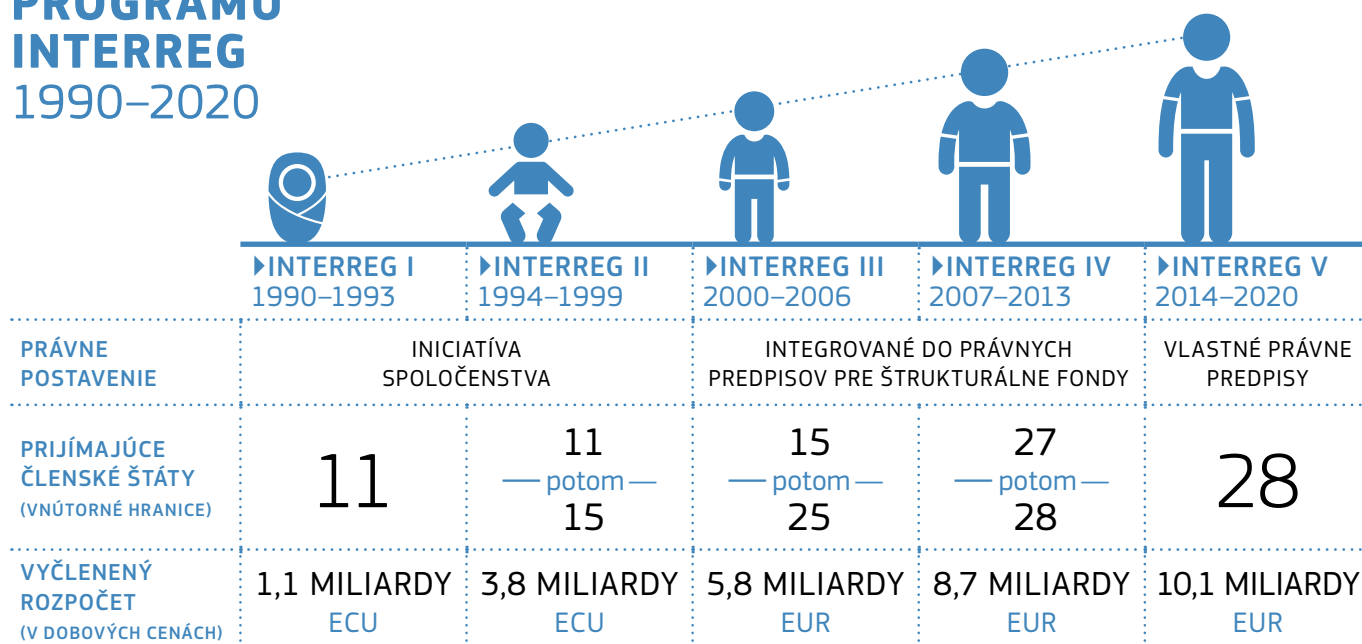 PROGRAMU
INTERREG
1990–2020
INTERREG I
1990–1993
INTERREG II
1994–1999
INTERREG III
2000–2006
INTERREG IV
2007–2013
INTERREG V
2014–2020
PRÁVNE
POSTAVENIE
INICIATÍVA
SPOLOČENSTVA
INTEGROVANÉ DO PRÁVNYCH
PREDPISOV PRE ŠTRUKTURÁLNE FONDY
VLASTNÉ PRÁVNE
PREDPISY
PRIJÍMAJÚCE
ČLENSKÉ ŠTÁTY
(VNÚTORNÉ HRANICE)
11
11
potom
15
15
potom
25
27
potom
28
28
VYČLENENÝ
ROZPOČET
(V DOBOVÝCH CENÁCH)
1,1 MILIARDY
ECU
3,8 MILIARDY
ECU
5,8 MILIARDY
EUR
8,7 MILIARDY
EUR
10,1 MILIARDY
EUR